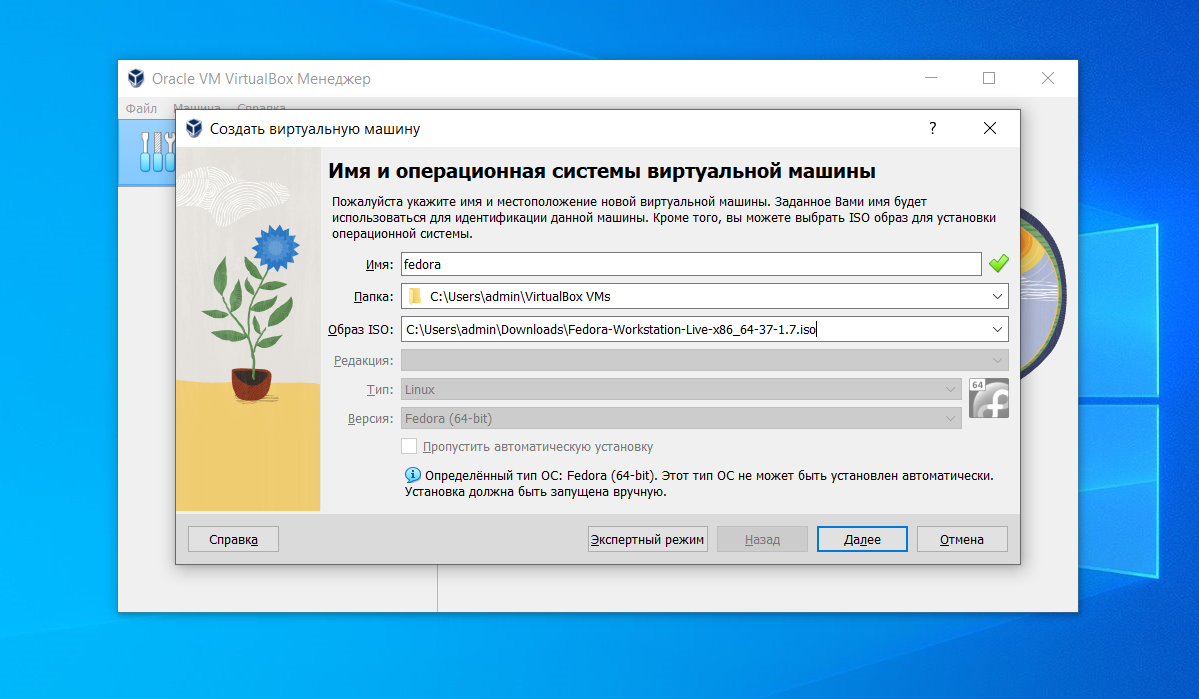 Oracle VM VirtualBox Менеджер
Файл Машина Справка
Создать виртуальную машину
?
Имя и операционная системы виртуальной машины
Пожалуйста укажите имя и местоположение новой виртуальной машины. Заданное Вами имя будет
использоваться для идентификации данной машины. Кроме того, вы можете выбрать ISO образ для установки
операционной системы.
Имя: fedora
Папка: C:\Users\admin\VirtualBox VMs
Образ ISO: C:\Users\admin\Downloads\Fedora-Workstation-Live-x86_64-37-1.7.iso
Редакция:
Тип: Linux 64
Версия: Fedora (64-bit)
Пропустить автоматическую установку
Определённый тип ОС: Fedora (64-bit). Этот тип ОС не может быть установлен автоматически.
Установка должна быть запущена вручную.
Справка Экспертный режим Назад Далее Отмена